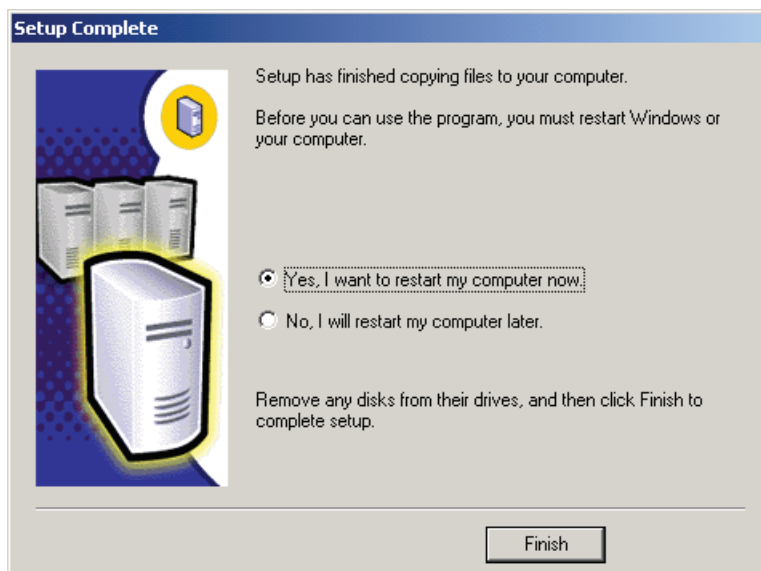 Setup Complete
Setup has finished copying files to your computer.
Before you can use the program, you must restart Windows or
your computer.
Yes, I want to restart my computer now.
No, I will restart my computer later.
Remove any disks from their drives, and then click Finish to
complete setup.
Finish